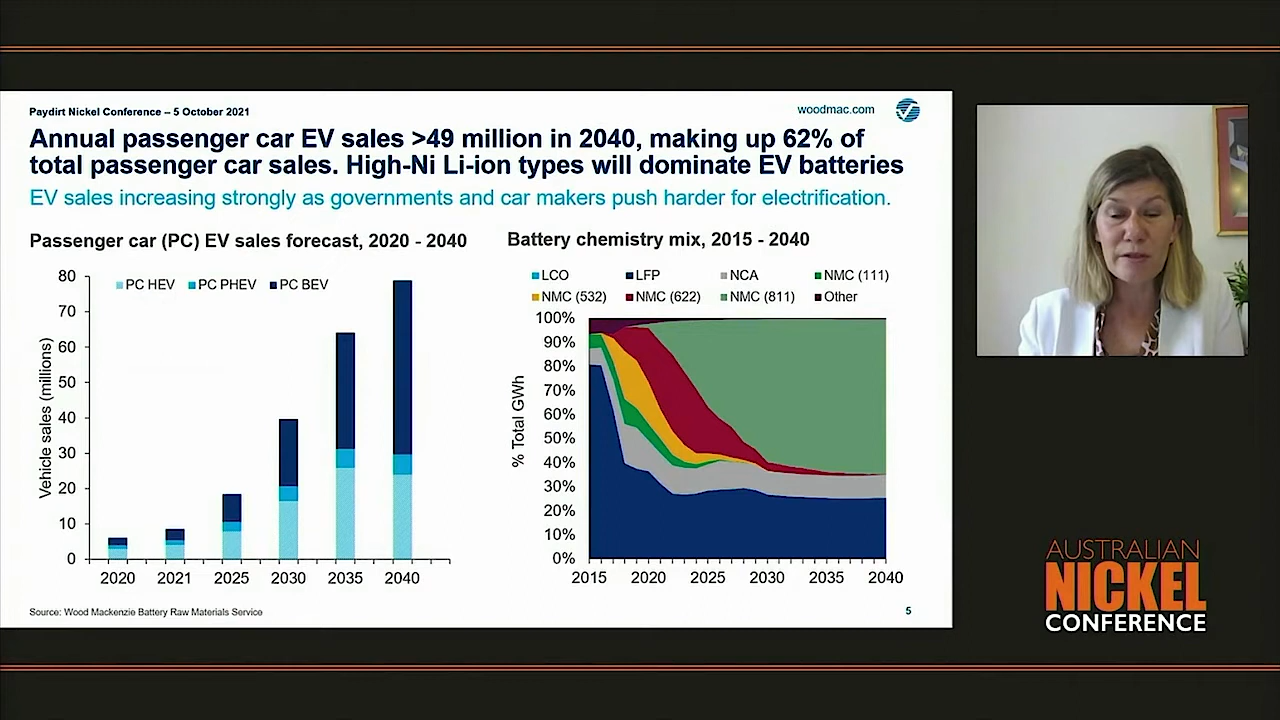 Paydirt Nickel Conference – 5 October 2021
woodmac.com
Annual passenger car EV sales >49 million in 2040, making up 62% of
total passenger car sales. High-Ni Li-ion types will dominate EV batteries
EV sales increasing strongly as governments and car makers push harder for electrification.
Passenger car (PC) EV sales forecast, 2020 - 2040
PC HEV PC PHEV PC BEV
Vehicle sales (millions)
80
70
60
50
40
30
20
10
0
2020 2021 2025 2030 2035 2040
Battery chemistry mix, 2015 - 2040
LCO LFP NCA NMC (111)
NMC (532) NMC (622) NMC (811) Other
% Total GWh
100%
90%
80%
70%
60%
50%
40%
30%
20%
10%
0%
2015 2020 2025 2030 2035 2040
Source: Wood Mackenzie Battery Raw Materials Service
5
AUSTRALIAN
NICKEL
CONFERENCE